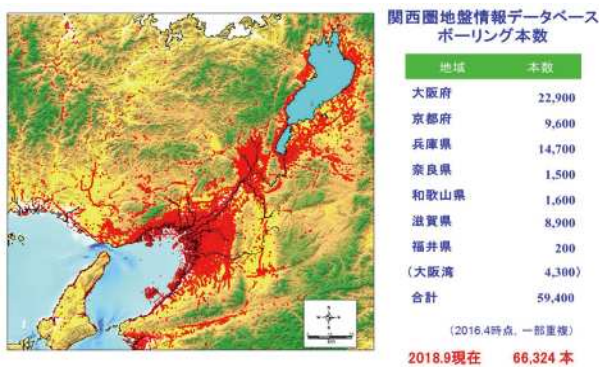 関西圏地盤情報データベース
ボーリング本数
地域 本数
大阪府 22,900
京都府 9,600
兵庫県 14,700
奈良県 1,500
和歌山県 1,600
滋賀県 8,900
福井県 200
(大阪湾 4,300)
合計 59,400
(2016.4時点, 一部重複)
2018.9現在 66,324 本